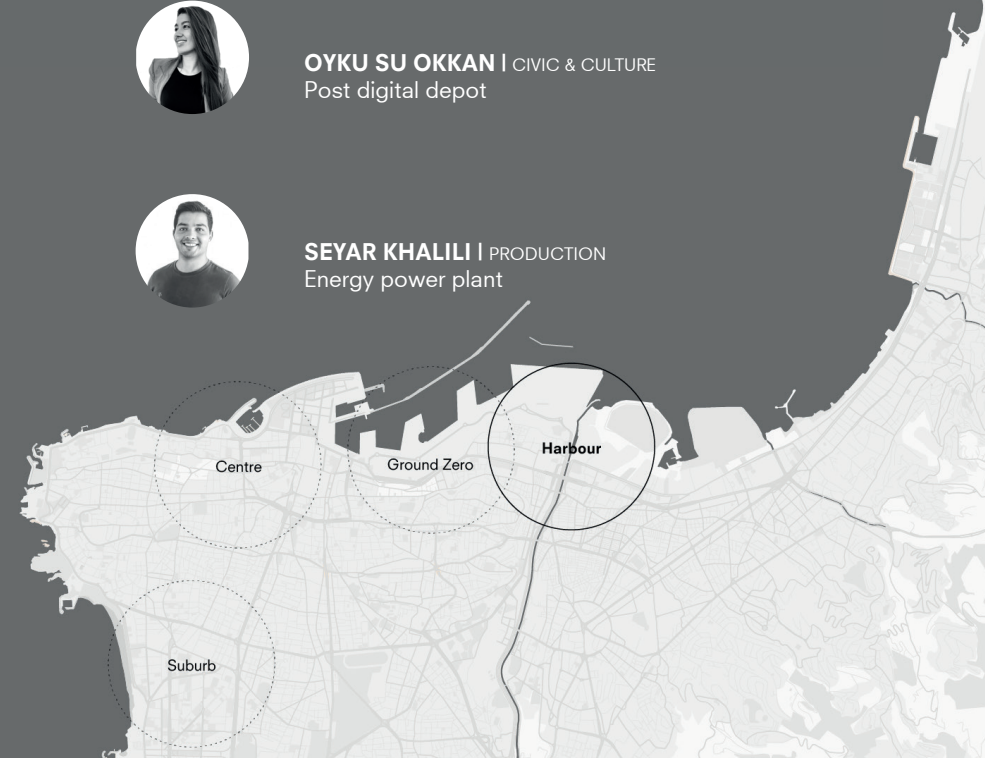 OYKU SU OKKAN | CIVIC & CULTURE
Post digital depot
SEYAR KHALILI | PRODUCTION
Energy power plant
Centre
Ground Zero
Harbour
Suburb